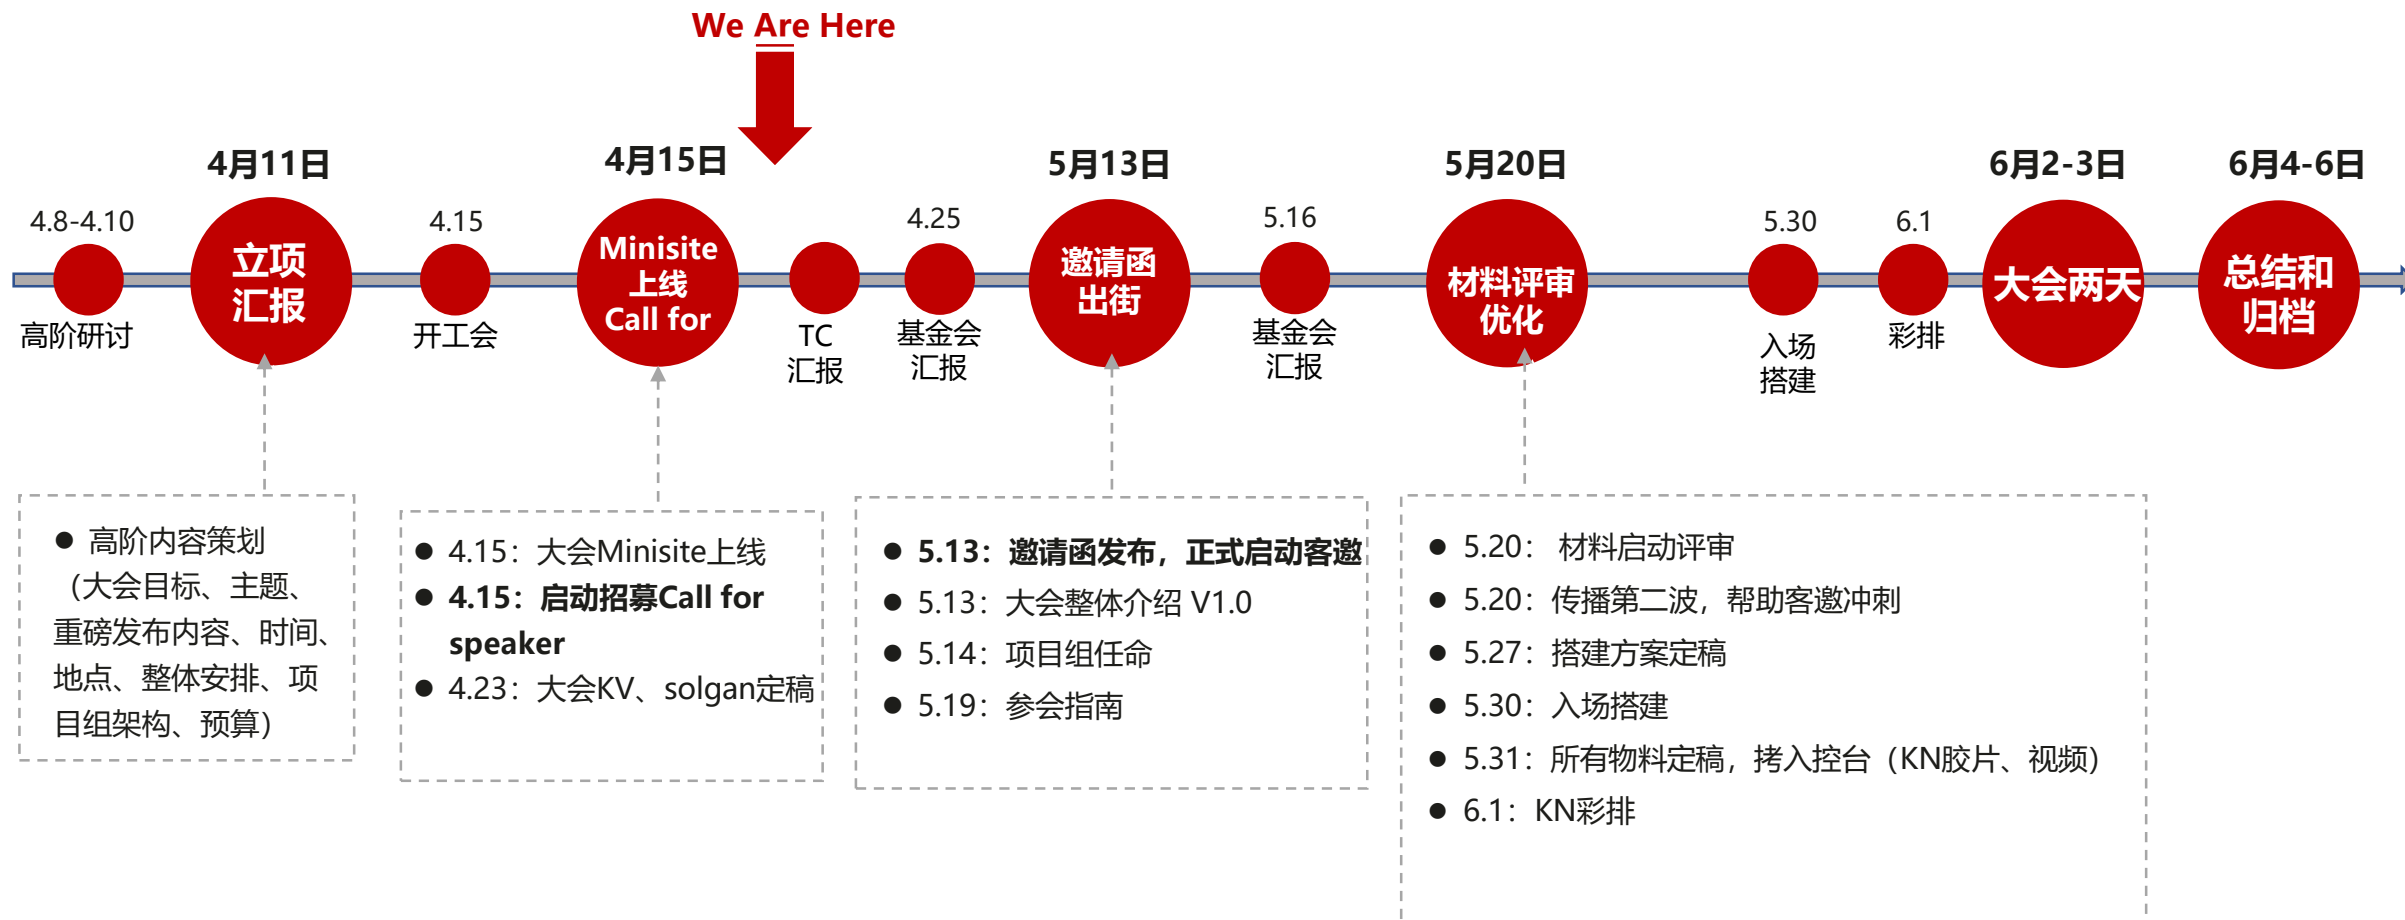 We Are Here
4月11日
4月15日
5月13日
5月20日
6月2-3日
6月4-6日
4.8-4.10
4.15
4.25
5.16
5.30
6.1
高阶研讨
立项
汇报
开工会
Minisite
上线
Call for
TC
汇报
基金会
汇报
邀请函
出街
基金会
汇报
材料评审
优化
入场
搭建
彩排
大会两天
总结和
归档
● 高阶内容策划
（大会目标、主题、
重磅发布内容、时间、
地点、整体安排、项
目组架构、预算）
● 4.15：大会Minisite上线
● 4.15：启动招募Call for
speaker
● 4.23：大会KV、solgan定稿
● 5.13：邀请函发布，正式启动客邀
● 5.13：大会整体介绍 V1.0
● 5.14：项目组任命
● 5.19：参会指南
● 5.20： 材料启动评审
● 5.20：传播第二波，帮助客邀冲刺
● 5.27：搭建方案定稿
● 5.30：入场搭建
● 5.31：所有物料定稿，拷入控台（KN胶片、视频）
● 6.1：KN彩排